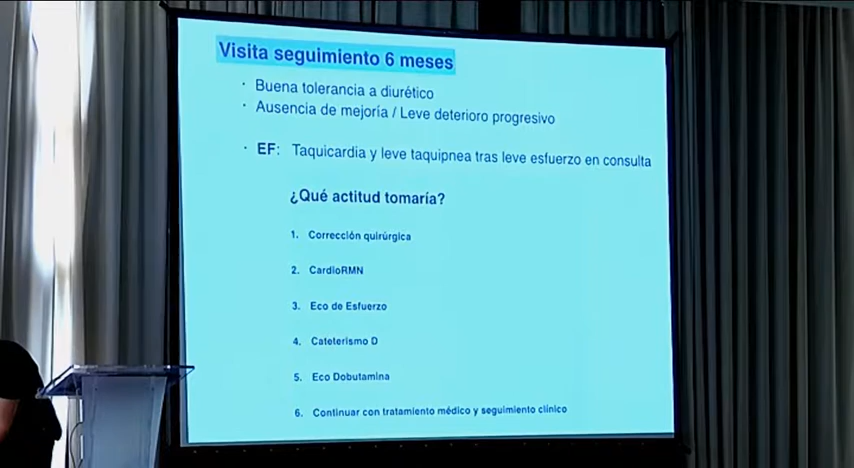 Visita seguimiento 6 meses
· Buena tolerancia a diurético
· Ausencia de mejoría / Leve deterioro progresivo
· EF: Taquicardia y leve taquipnea tras leve esfuerzo en consulta
¿Qué actitud tomaría?
1. Corrección quirúrgica
2. CardioRMN
3. Eco de Esfuerzo
4. Cateterismo D
5. Eco Dobutamina
6. Continuar con tratamiento médico y seguimiento clínico